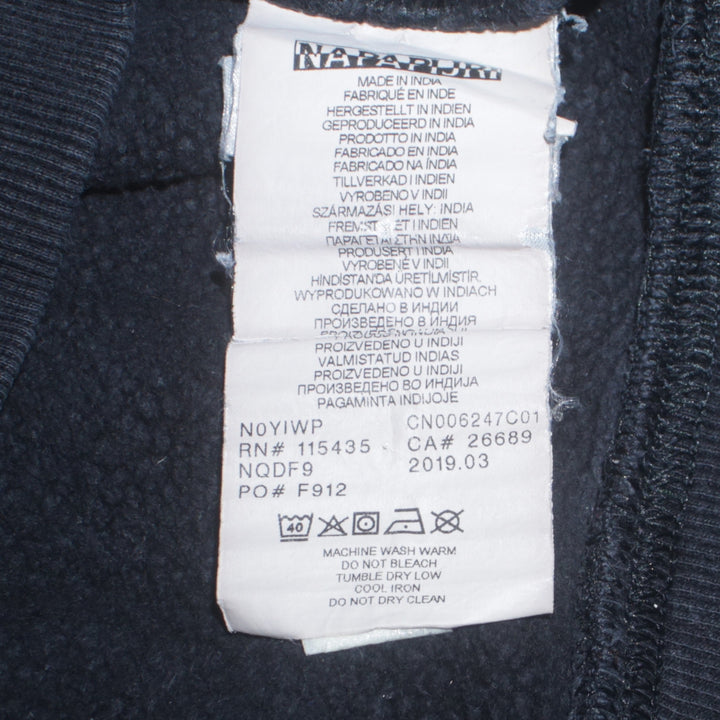 NAPAPIJRI
MADE IN INDIA
FABRIQUÉ EN INDE
HERGESTELLT IN INDIEN
GEPRODUCEERD IN INDIA
PRODOTTO IN INDIA
FABRICADO EN INDIA
FABRICADO NA ÍNDIA
TILLVERKAD I INDIEN
VYROBENO V INDII
SZÁRMAZÁSI HELY: INDIA
I INDIEN
PRODUSERT I INDIA
VYROBENÉ V INDII
HİNDİSTAN'DA ÜRETİLMİŞTİR.
WYPRODUKOWANO W INDIACH
СДЕЛАНО В ИНДИИ
ПРОИЗВЕДЕНО В ИНДИЯ
PROIZVEDENO U INDIJI
VALMISTATUD INDIAS
PROIZVEDENO U INDIJI
ПРОИЗВЕДЕНО ВО ИНДИЈА
PAGAMINTA INDIJOJE
N0YIWP CN006247C01
RN# 115435 CA# 26689
NQDF9 2019.03
PO# F912
40
MACHINE WASH WARM
DO NOT BLEACH
TUMBLE DRY LOW
COOL IRON
DO NOT DRY CLEAN